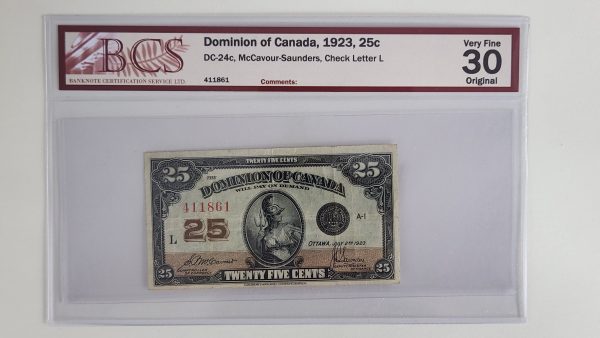 BCS
BANKNOTE CERTIFICATION SERVICE LTD.
Dominion of Canada, 1923, 25c
DC-24c, McCavour-Saunders, Check Letter L
411861 Comments:
Very Fine
30
Original
TWENTY FIVE CENTS
25 25
THE
DOMINION OF CANADA
WILL PAY ON DEMAND
411861
A-1
L 25
OTTAWA, JULY 2ND 1923
25 TWENTY FIVE CENTS 25